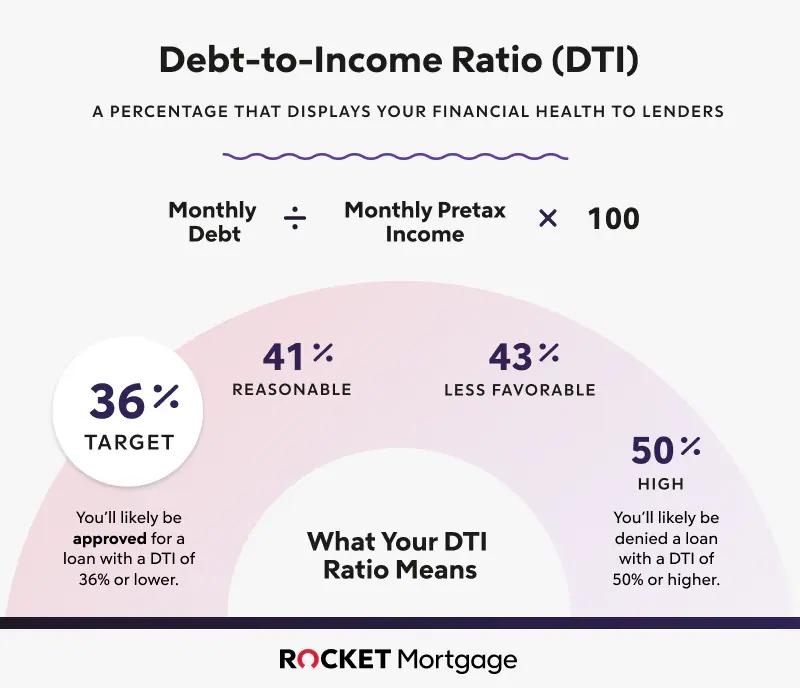 Debt-to-Income Ratio (DTI)
A PERCENTAGE THAT DISPLAYS YOUR FINANCIAL HEALTH TO LENDERS
Monthly Debt ÷ Monthly Pretax Income × 100
36%
TARGET
You'll likely be
approved for a
loan with a DTI of
36% or lower.
41%
REASONABLE
43%
LESS FAVORABLE
50%
HIGH
You'll likely be
denied a loan
with a DTI of
50% or higher.
What Your DTI
Ratio Means
ROCKET Mortgage